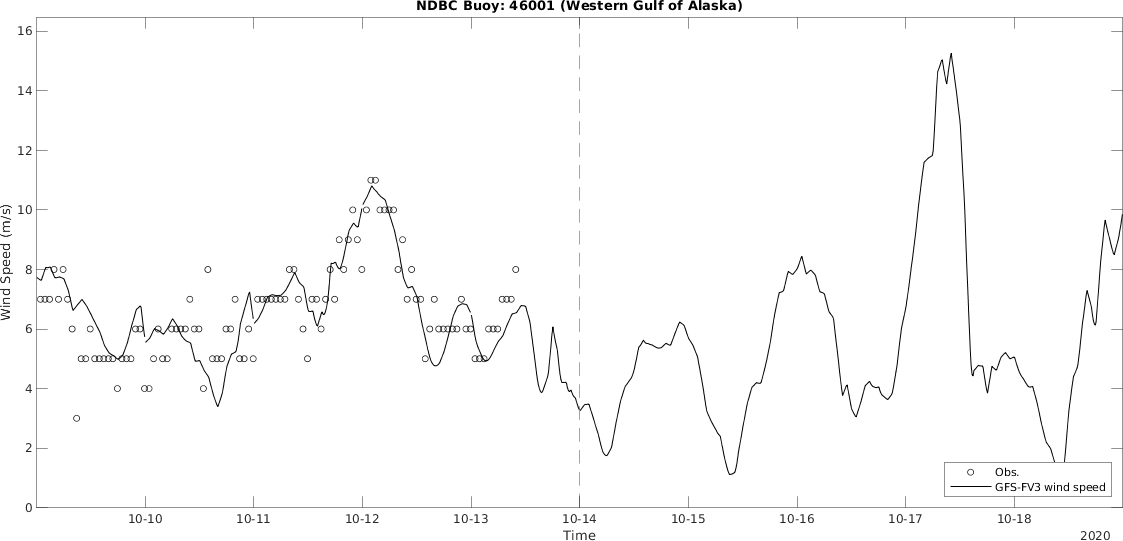 NDBC Buoy: 46001 (Western Gulf of Alaska)
16
14
12
10
8
6
4
2
0
Wind Speed (m/s)
10-10 10-11 10-12 10-13 10-14 10-15 10-16 10-17 10-18
Time
2020
Obs.
GFS-FV3 wind speed